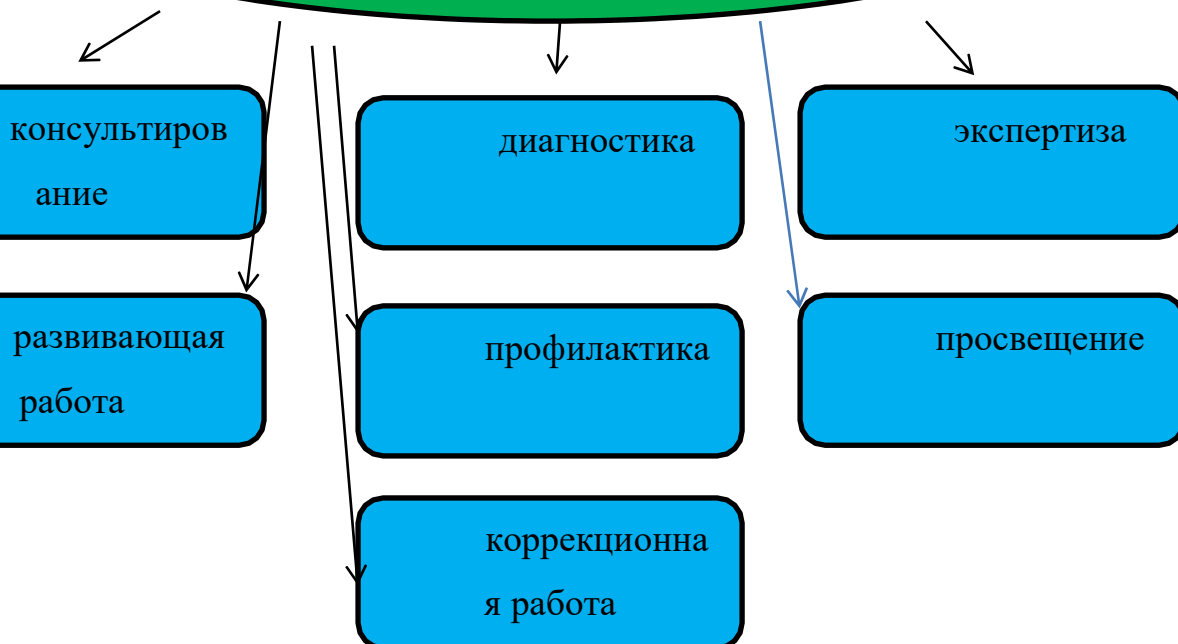 консультиров
ание
диагностика
экспертиза
развивающая
работа
профилактика
просвещение
коррекционна
я работа